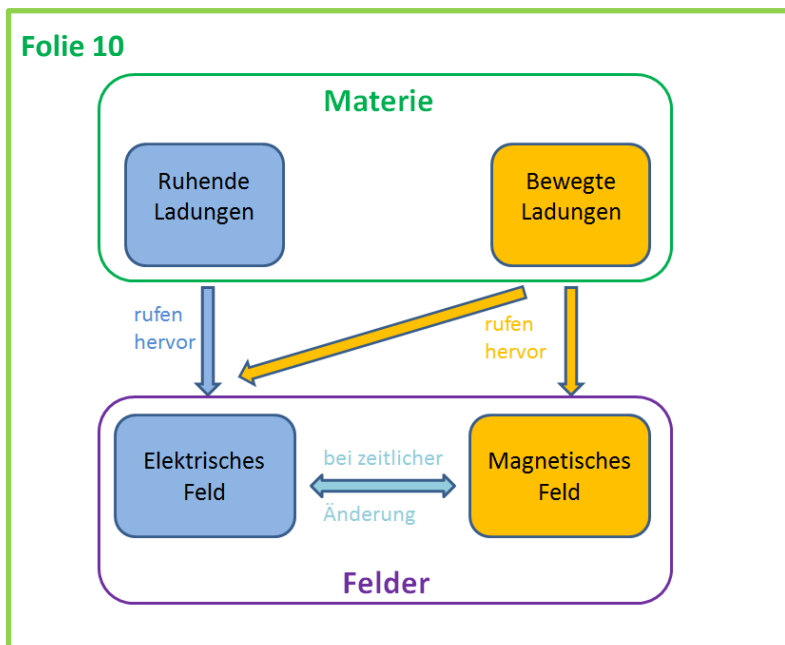 Folie 10
Materie
Ruhende
Ladungen
Bewegte
Ladungen
rufen
hervor
rufen
hervor
Elektrisches
Feld
bei zeitlicher
Änderung
Magnetisches
Feld
Felder